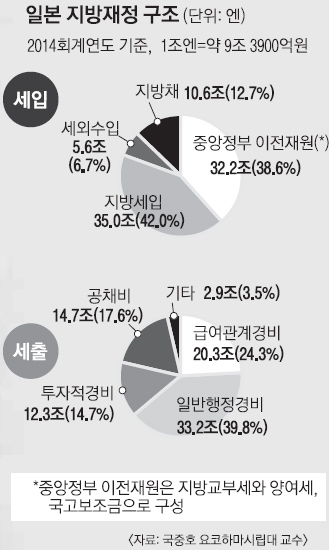 일본 지방재정 구조 (단위: 엔)
2014회계연도 기준, 1조엔=약 9조 3900억원
세입
지방채 10.6조(12.7%)
세외수입
5.6조
(6.7%)
중앙정부 이전재원(*)
32.2조(38.6%)
지방세입
35.0조(42.0%)
세출
공채비
14.7조(17.6%)
기타 2.9조(3.5%)
급여관계경비
20.3조(24.3%)
투자적경비
12.3조(14.7%)
일반행정경비
33.2조(39.8%)
*중앙정부 이전재원은 지방교부세와 양여세,
국고보조금으로 구성
〈자료: 국중호 요코하마시립대 교수〉